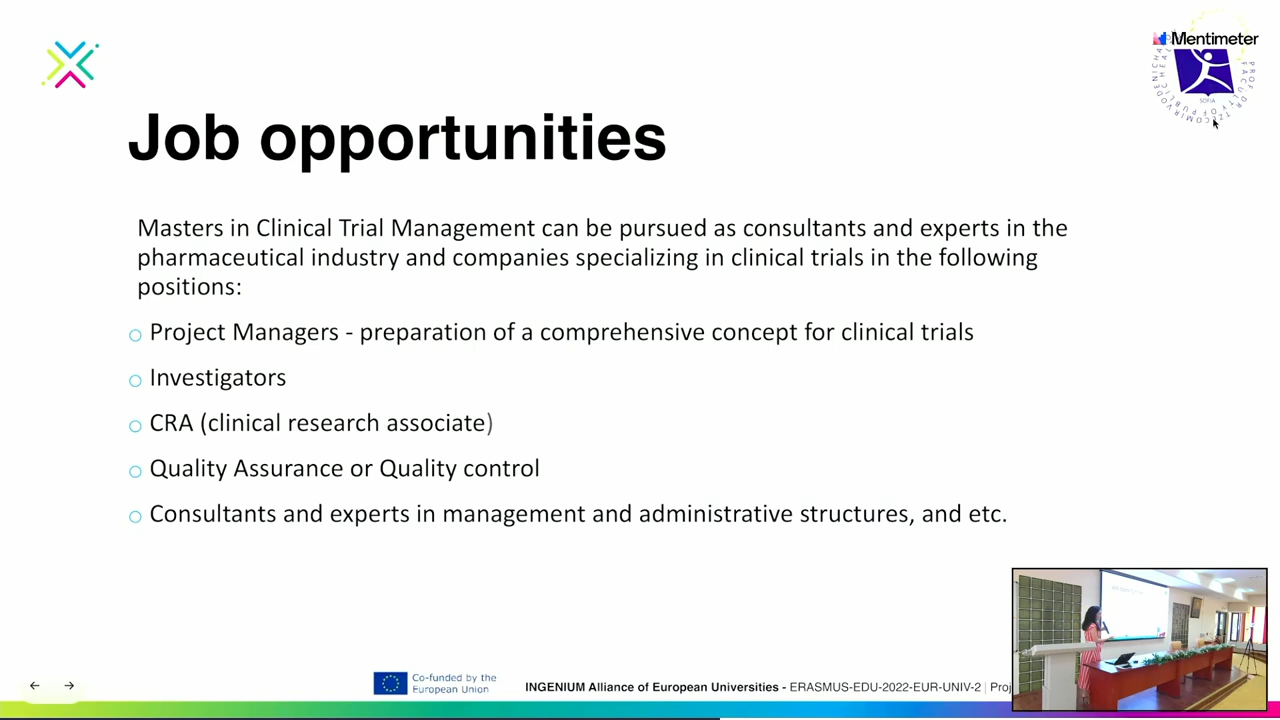 Mentimeter
SOFIA
Job opportunities
Masters in Clinical Trial Management can be pursued as consultants and experts in the
pharmaceutical industry and companies specializing in clinical trials in the following
positions:
Project Managers - preparation of a comprehensive concept for clinical trials
Investigators
CRA (clinical research associate)
Quality Assurance or Quality control
Consultants and experts in management and administrative structures, and etc.
Co-funded by the
European Union
INGENIUM Alliance of European Universities - ERASMUS-EDU-2022-EUR-UNIV-2 | Proj